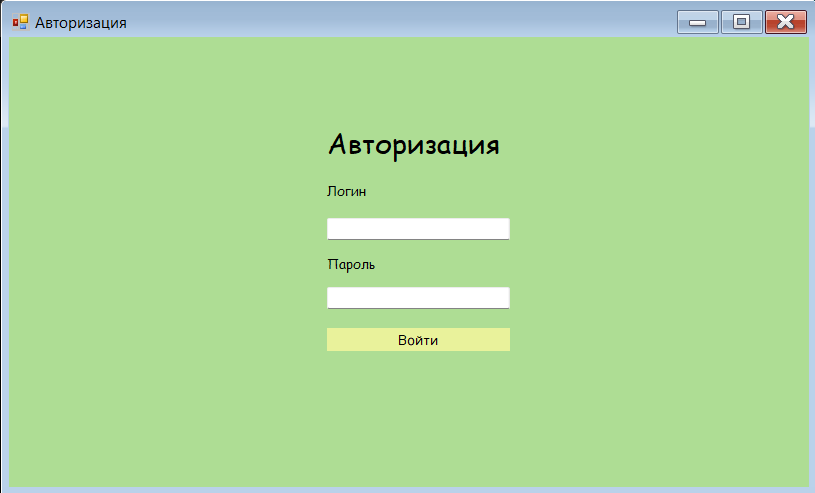 Авторизация
Авторизация
Логин
Пароль
Войти